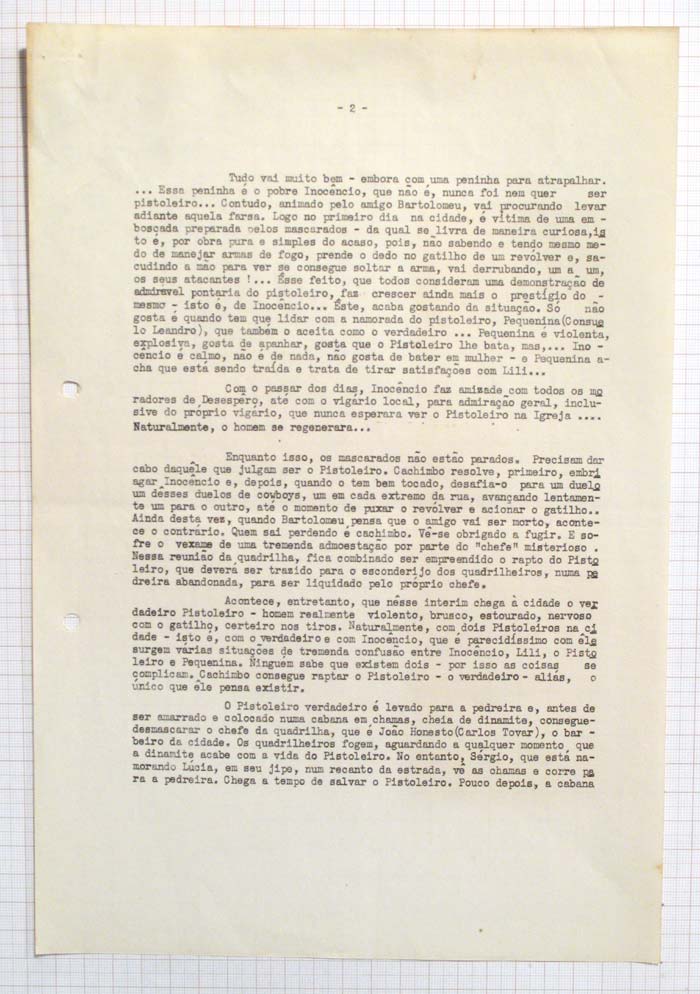 - 2 -
Tudo vai muito bem - embora com uma peninha para atrapalhar.
... Essa peninha é o pobre Inocêncio, que não é, nunca foi nem quer ser
pistoleiro... Contudo, animado pelo amigo Bartolomeu, vai procurando levar
adiante aquela farsa. Logo no primeiro dia na cidade, é vítima de uma em -
boscada preparada pelos mascarados - da qual se livra de maneira curiosa,is
to é, por obra pura e simples do acaso, pois, não sabendo e tendo mesmo me-
do de manejar armas de fogo, prende o dedo no gatilho de um revólver e, sa-
cudindo a mão para ver se consegue soltar a arma, vai derrubando, um a um,
os seus atacantes !... Esse feito, que todos consideram uma demonstração de
admirável pontaria do pistoleiro, faz crescer ainda mais o prestígio do -
mesmo - isto é, de Inocêncio... Êste, acaba gostando da situação. Só não
gosta é quando tem que lidar com a namorada do pistoleiro, Pequenina(Consue
lo Leandro), que também o aceita como o verdadeiro ... Pequenina é violenta,
explosiva, gosta de apanhar, gosta que o Pistoleiro lhe bata, mas,... Ino -
cêncio é calmo, não é de nada, não gosta de bater em mulher - e Pequenina a-
cha que está sendo traída e trata de tirar satisfações com Lili...
Com o passar dos dias, Inocêncio faz amizade com todos os mo
radores de Desespêro, até com o vigário local, para admiração geral, inclu-
sive do próprio vigário, que nunca esperara ver o Pistoleiro na Igreja ....
Naturalmente, o homem se regenerara...
Enquanto isso, os mascarados não estão parados. Precisam dar
cabo daquêle que julgam ser o Pistoleiro. Cachimbo resolve, primeiro, embri
agar Inocêncio e, depois, quando o tem bem tocado, desafia-o para um duelo
um dêsses duelos de cowboys, um em cada extremo da rua, avançando lentamen-
te um para o outro, até o momento de puxar o revólver e acionar o gatilho..
Ainda desta vez, quando Bartolomeu pensa que o amigo vai ser morto, aconte-
ce o contrário. Quem sai perdendo é cachimbo. Vê-se obrigado a fugir. E so-
fre o vexame de uma tremenda admoestação por parte do "chefe" misterioso .
Nessa reunião da quadrilha, fica combinado ser empreendido o rapto do Pisto
leiro, que deverá ser trazido para o esconderijo dos quadrilheiros, numa pe
dreira abandonada, para ser liquidado pelo próprio chefe.
Acontece, entretanto, que nêsse interim chega à cidade o ver
dadeiro Pistoleiro - homem realmente violento, brusco, estourado, nervoso
com o gatilho, certeiro nos tiros. Naturalmente, com dois Pistoleiros na ci
dade - isto é, com o verdadeiro e com Inocêncio, que é parecidíssimo com êle
surgem várias situações de tremenda confusão entre Inocêncio, Lili, o Pisto
leiro e Pequenina. Ninguem sabe que existem dois - por isso as coisas se
complicam. Cachimbo consegue raptar o Pistoleiro - o verdadeiro - aliás, o
único que êle pensa existir.
O Pistoleiro verdadeiro é levado para a pedreira e, antes de
ser amarrado e colocado numa cabana em chamas, cheia de dinamite, consegue-
desmascarar o chefe da quadrilha, que é João Honesto(Carlos Tovar), o bar -
beiro da cidade. Os quadrilheiros fogem, aguardando a qualquer momento que
a dinamite acabe com a vida do Pistoleiro. No entanto, Sérgio, que está na-
morando Lúcia, em seu jipe, num recanto da estrada, vê as chamas e corre pa
ra a pedreira. Chega a tempo de salvar o Pistoleiro. Pouco depois, a cabana